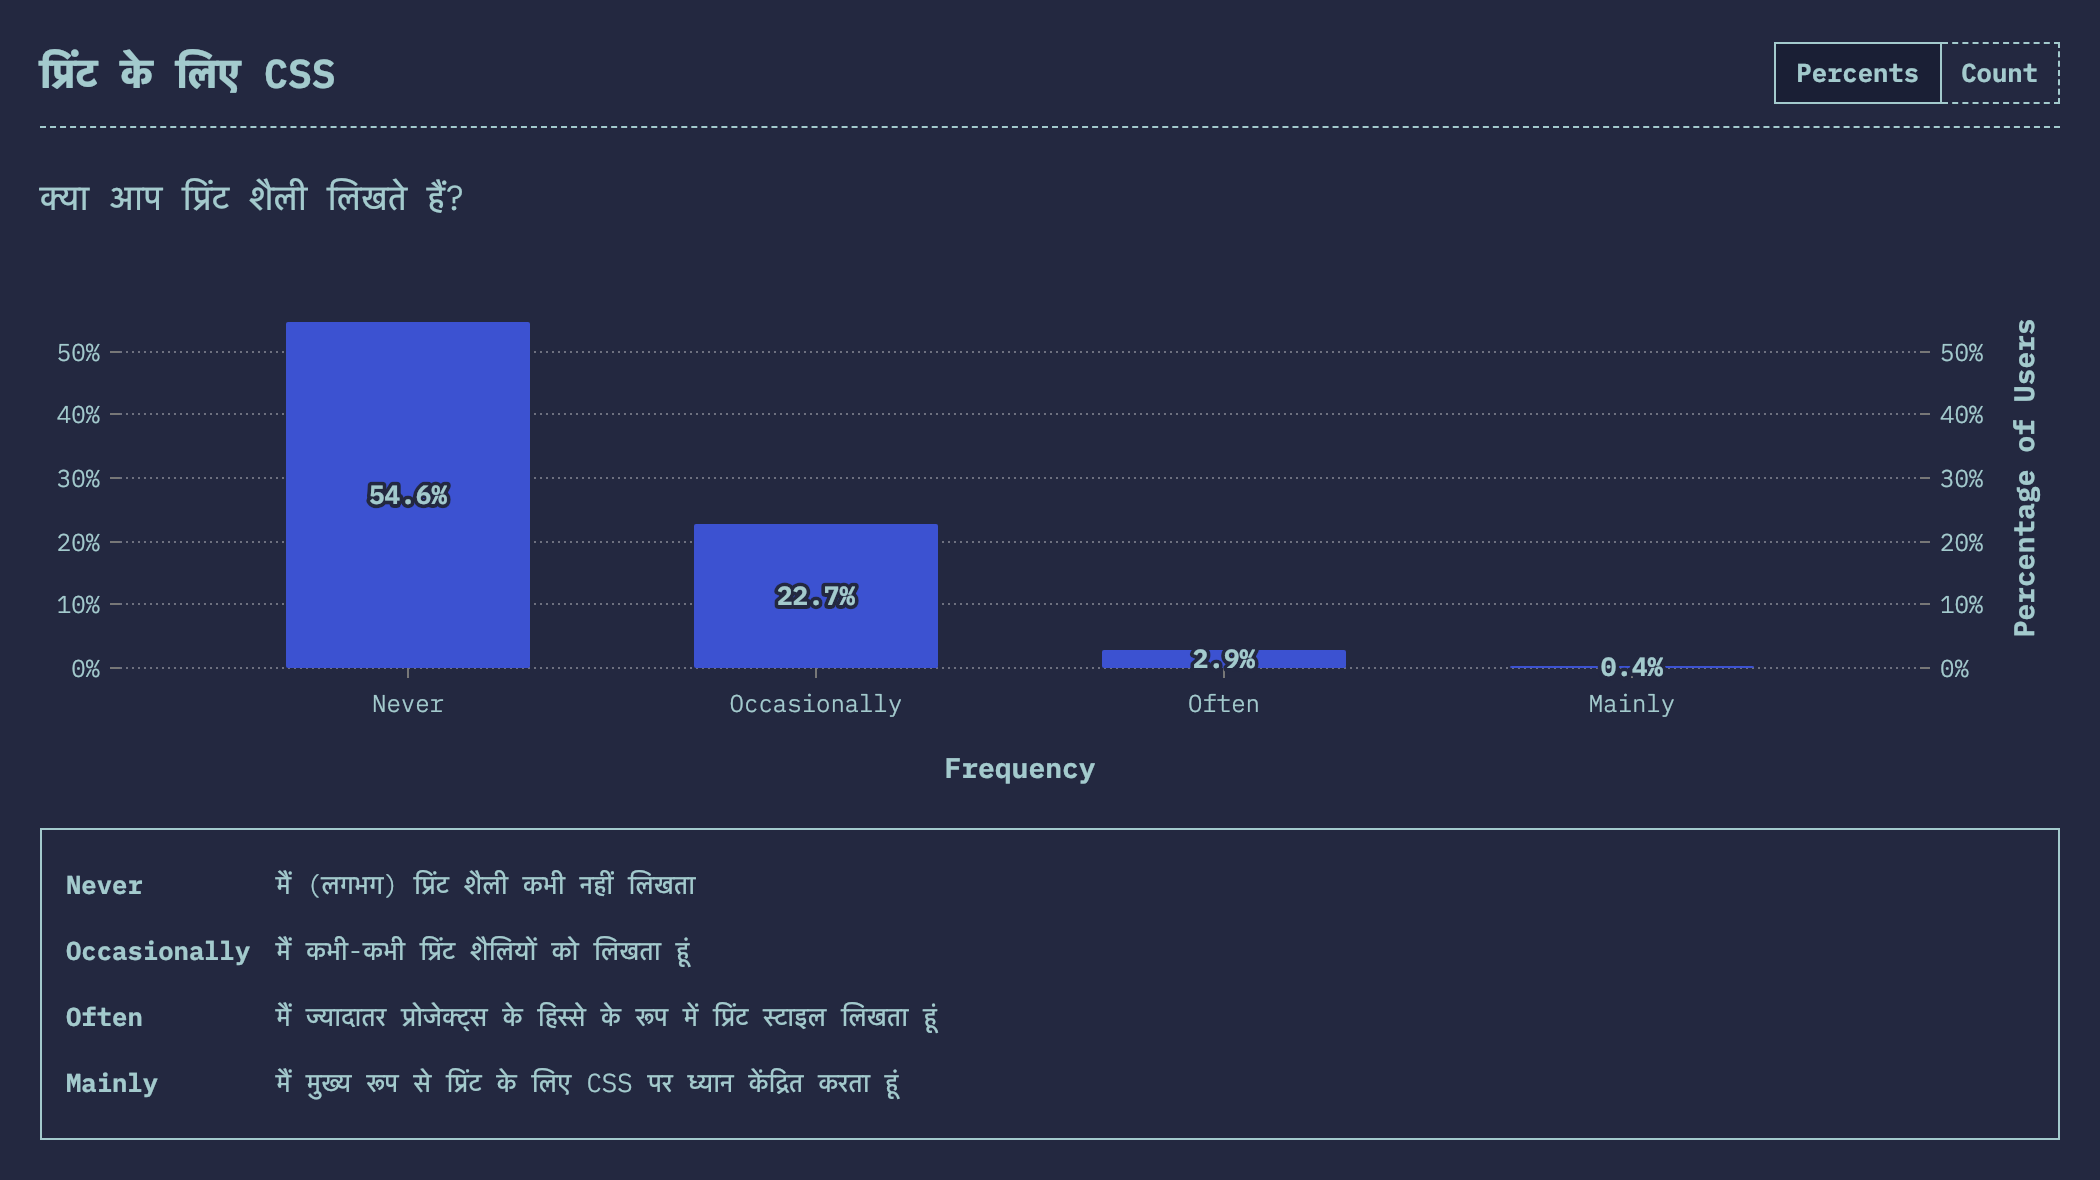 प्रिंट के लिए CSS
Percents Count
क्या आप प्रिंट शैली लिखते हैं?
50% 50%
40% 40%
30% 30%
20% 20%
10% 10%
0% 0%
54.6%
22.7%
2.9%
0.4%
Percentage of Users
Never Occasionally Often Mainly
Frequency
Never मैं (लगभग) प्रिंट शैली कभी नहीं लिखता
Occasionally मैं कभी-कभी प्रिंट शैलियों को लिखता हूं
Often मैं ज्यादातर प्रोजेक्ट्स के हिस्से के रूप में प्रिंट स्टाइल लिखता हूं
Mainly मैं मुख्य रूप से प्रिंट के लिए CSS पर ध्यान केंद्रित करता हूं